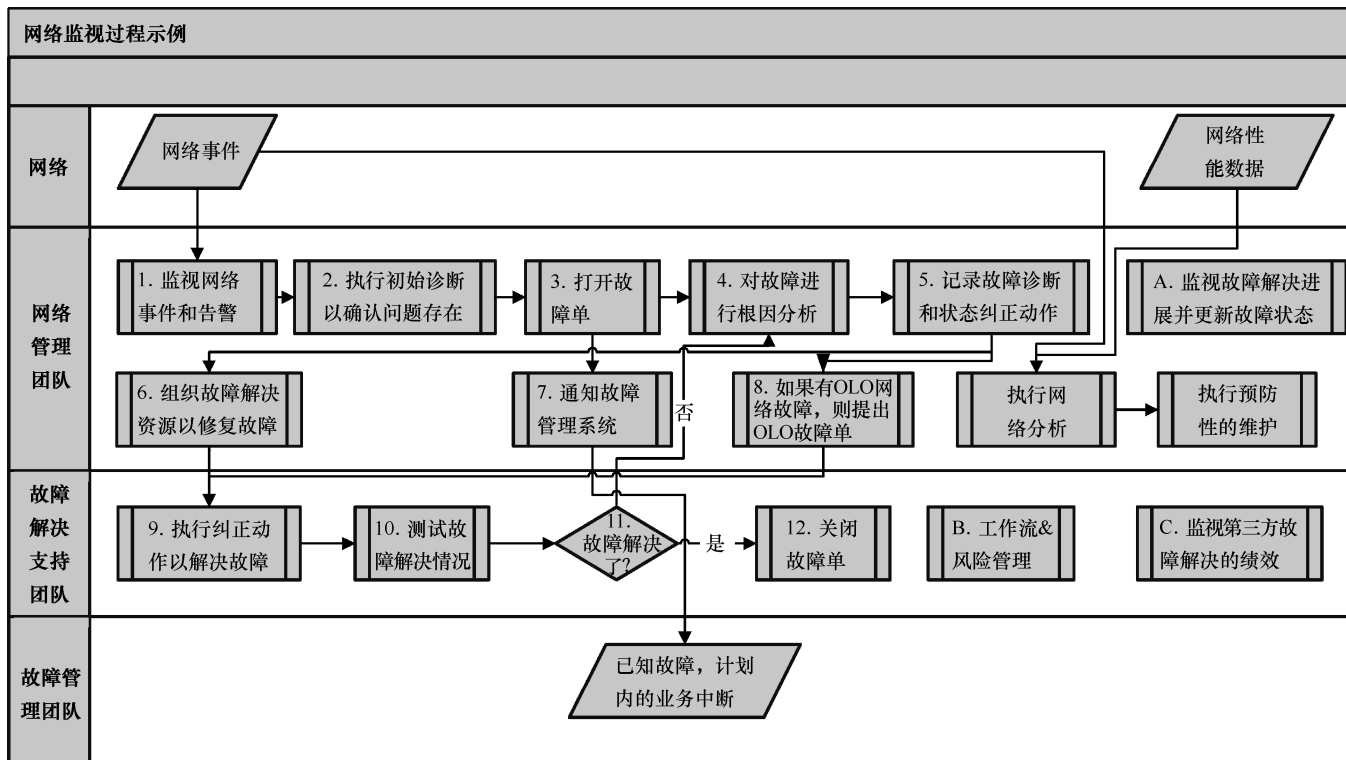 网络监视过程示例
网络
网络事件
网络性
能数据
网络
管理
团队
1. 监视网络
事件和告警
2. 执行初始诊断
以确认问题存在
3. 打开故
障单
4. 对故障进
行根因分析
5. 记录故障诊断
和状态纠正动作
A. 监视故障解决进
展并更新故障状态
6. 组织故障解决
资源以修复故障
7. 通知故障
管理系统
否
8. 如果有OLO网
络故障，则提出
OLO故障单
执行网
络分析
执行预防
性的维护
故障
解决
支持
团队
9. 执行纠正动
作以解决故障
10. 测试故
障解决情况
11.
故障解决
了?
是
12. 关闭
故障单
B. 工作流&
风险管理
C. 监视第三方故
障解决的绩效
故障管
理团队
已知故障，计划
内的业务中断